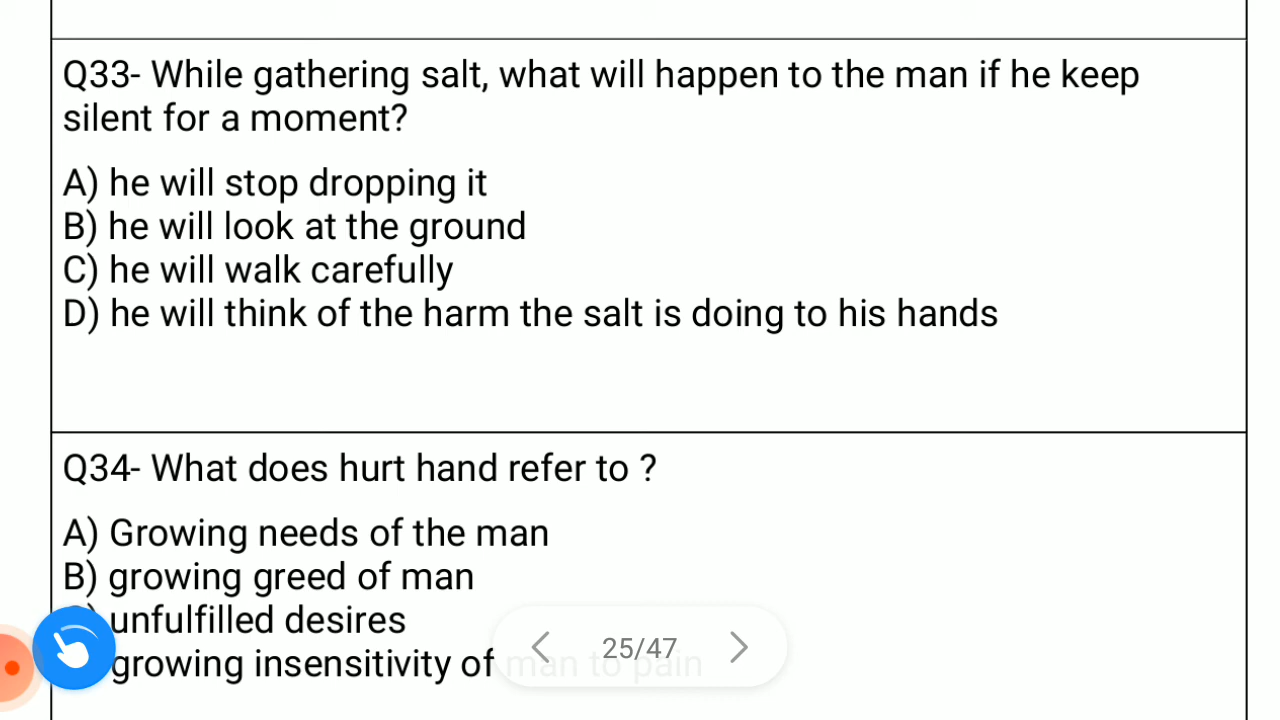 Q33- While gathering salt, what will happen to the man if he keep
silent for a moment?
A) he will stop dropping it
B) he will look at the ground
C) he will walk carefully
D) he will think of the harm the salt is doing to his hands
Q34- What does hurt hand refer to ?
A) Growing needs of the man
B) growing greed of man
unfulfilled desires
growing insensitivity of man to pain
25/47